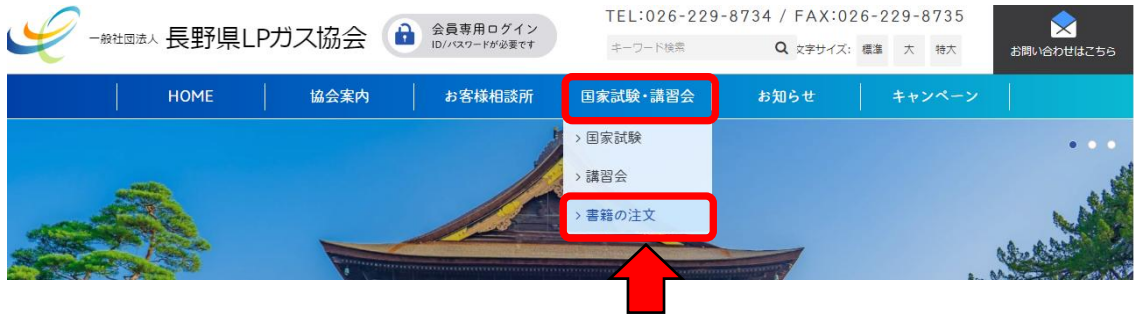 一般社団法人 長野県LPガス協会
会員専用ログイン
ID/パスワードが必要です
TEL:026-229-8734 / FAX:026-229-8735
キーワード検索
文字サイズ: 標準 大 特大
お問い合わせはこちら
HOME 協会案内 お客様相談所 国家試験・講習会 お知らせ キャンペーン
> 国家試験
> 講習会
> 書籍の注文